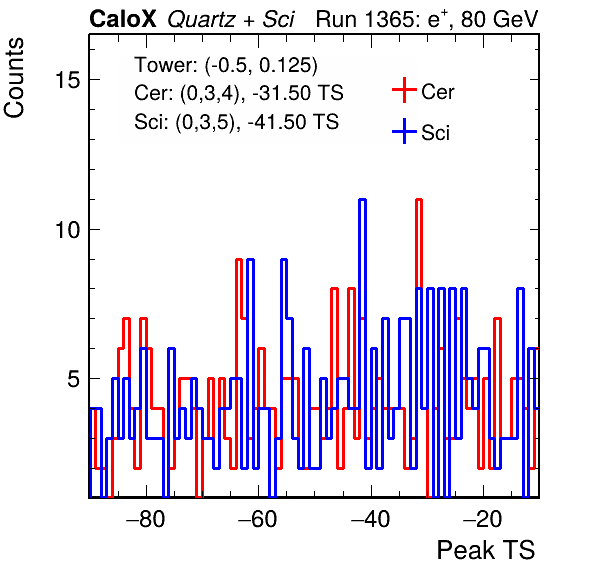 CaloX Quartz + Sci Run 1365: e+, 80 GeV
Counts
Tower: (-0.5, 0.125)
Cer: (0,3,4), -31.50 TS
Sci: (0,3,5), -41.50 TS
Cer
Sci
15
10
5
−80 −60 −40 −20
Peak TS